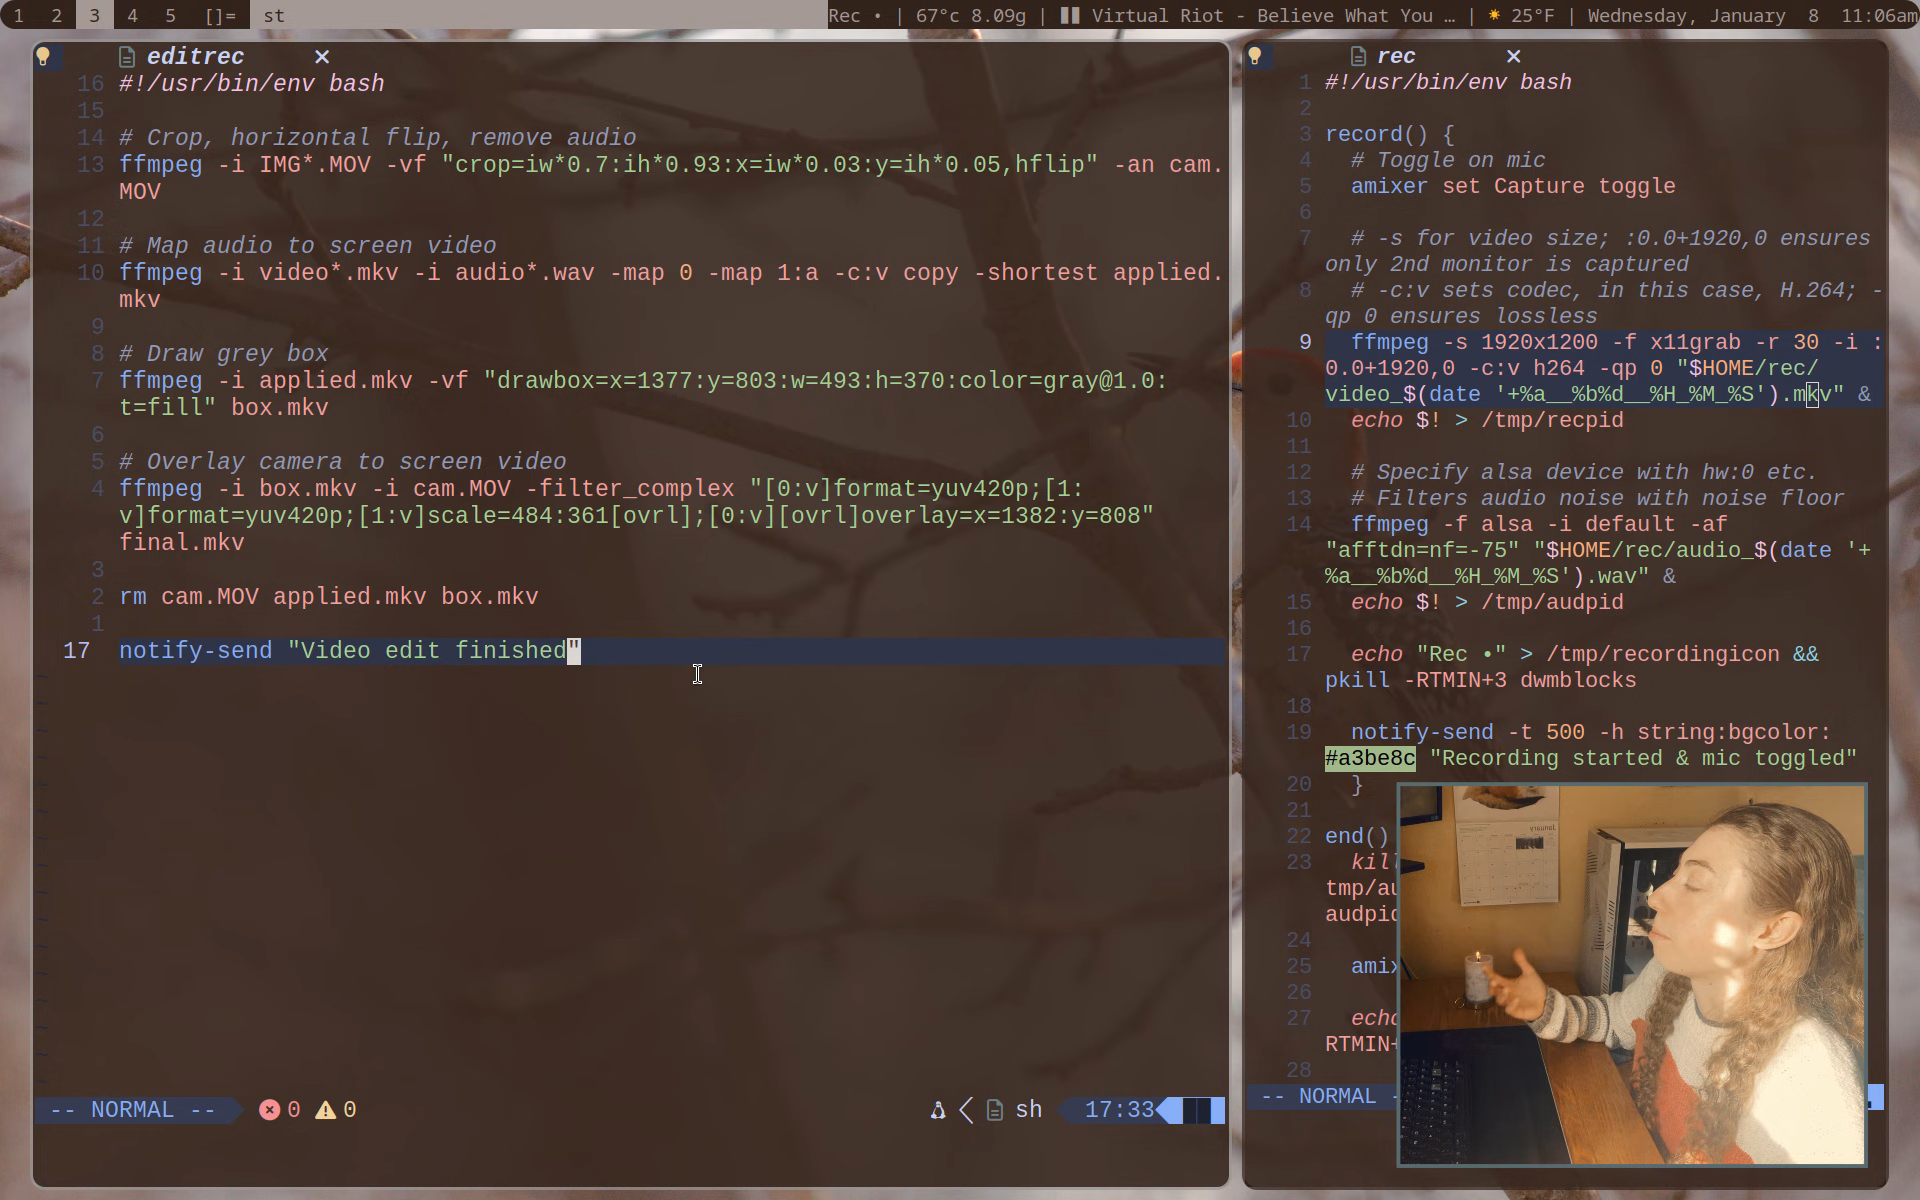 1 2 3 4 5 []= st Rec • | 67°c 8.09g | Virtual Riot - Believe What You … | 25°F | Wednesday, January 8 11:06am
editrec ✕
16 #!/usr/bin/env bash
15
14 # Crop, horizontal flip, remove audio
13 ffmpeg -i IMG*.MOV -vf "crop=iw*0.7:ih*0.93:x=iw*0.03:y=ih*0.05,hflip" -an cam.
MOV
12
11 # Map audio to screen video
10 ffmpeg -i video*.mkv -i audio*.wav -map 0 -map 1:a -c:v copy -shortest applied.
mkv
9
8 # Draw grey box
7 ffmpeg -i applied.mkv -vf "drawbox=x=1377:y=803:w=493:h=370:color=gray@1.0:
t=fill" box.mkv
6
5 # Overlay camera to screen video
4 ffmpeg -i box.mkv -i cam.MOV -filter_complex "[0:v]format=yuv420p;[1:
v]format=yuv420p;[1:v]scale=484:361[ovrl];[0:v][ovrl]overlay=x=1382:y=808"
final.mkv
3
2 rm cam.MOV applied.mkv box.mkv
1
17 notify-send "Video edit finished"
-- NORMAL -- 0 0 sh 17:33
rec ✕
1 #!/usr/bin/env bash
2
3 record() {
4 # Toggle on mic
5 amixer set Capture toggle
6
7 # -s for video size; :0.0+1920,0 ensures
only 2nd monitor is captured
8 # -c:v sets codec, in this case, H.264; -
qp 0 ensures lossless
9 ffmpeg -s 1920x1200 -f x11grab -r 30 -i :
0.0+1920,0 -c:v h264 -qp 0 "$HOME/rec/
video_$(date '+%a__%b%d__%H_%M_%S').mkv" &
10 echo $! > /tmp/recpid
11
12 # Specify alsa device with hw:0 etc.
13 # Filters audio noise with noise floor
14 ffmpeg -f alsa -i default -af
"afftdn=nf=-75" "$HOME/rec/audio_$(date '+
%a__%b%d__%H_%M_%S').wav" &
15 echo $! > /tmp/audpid
16
17 echo "Rec •" > /tmp/recordingicon &&
pkill -RTMIN+3 dwmblocks
18
19 notify-send -t 500 -h string:bgcolor:
#a3be8c "Recording started & mic toggled"
20 }
21
22 end()
23 kil
tmp/au
audpid
24
25 amix
26
27 echo
RTMIN+
28
-- NORMAL -
January